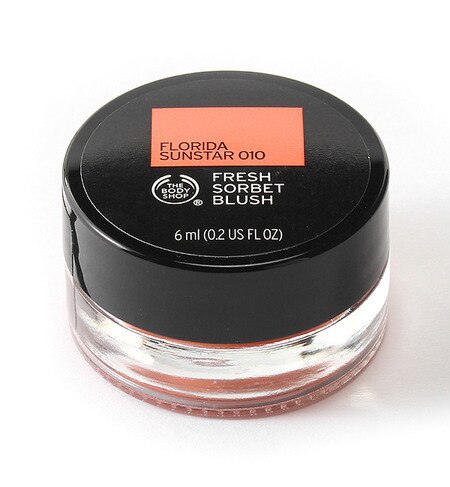 FLORIDA
SUNSTAR 010
THE
BODY
SHOP®
FRESH
SORBET
BLUSH
6 ml (0.2 US FL OZ)